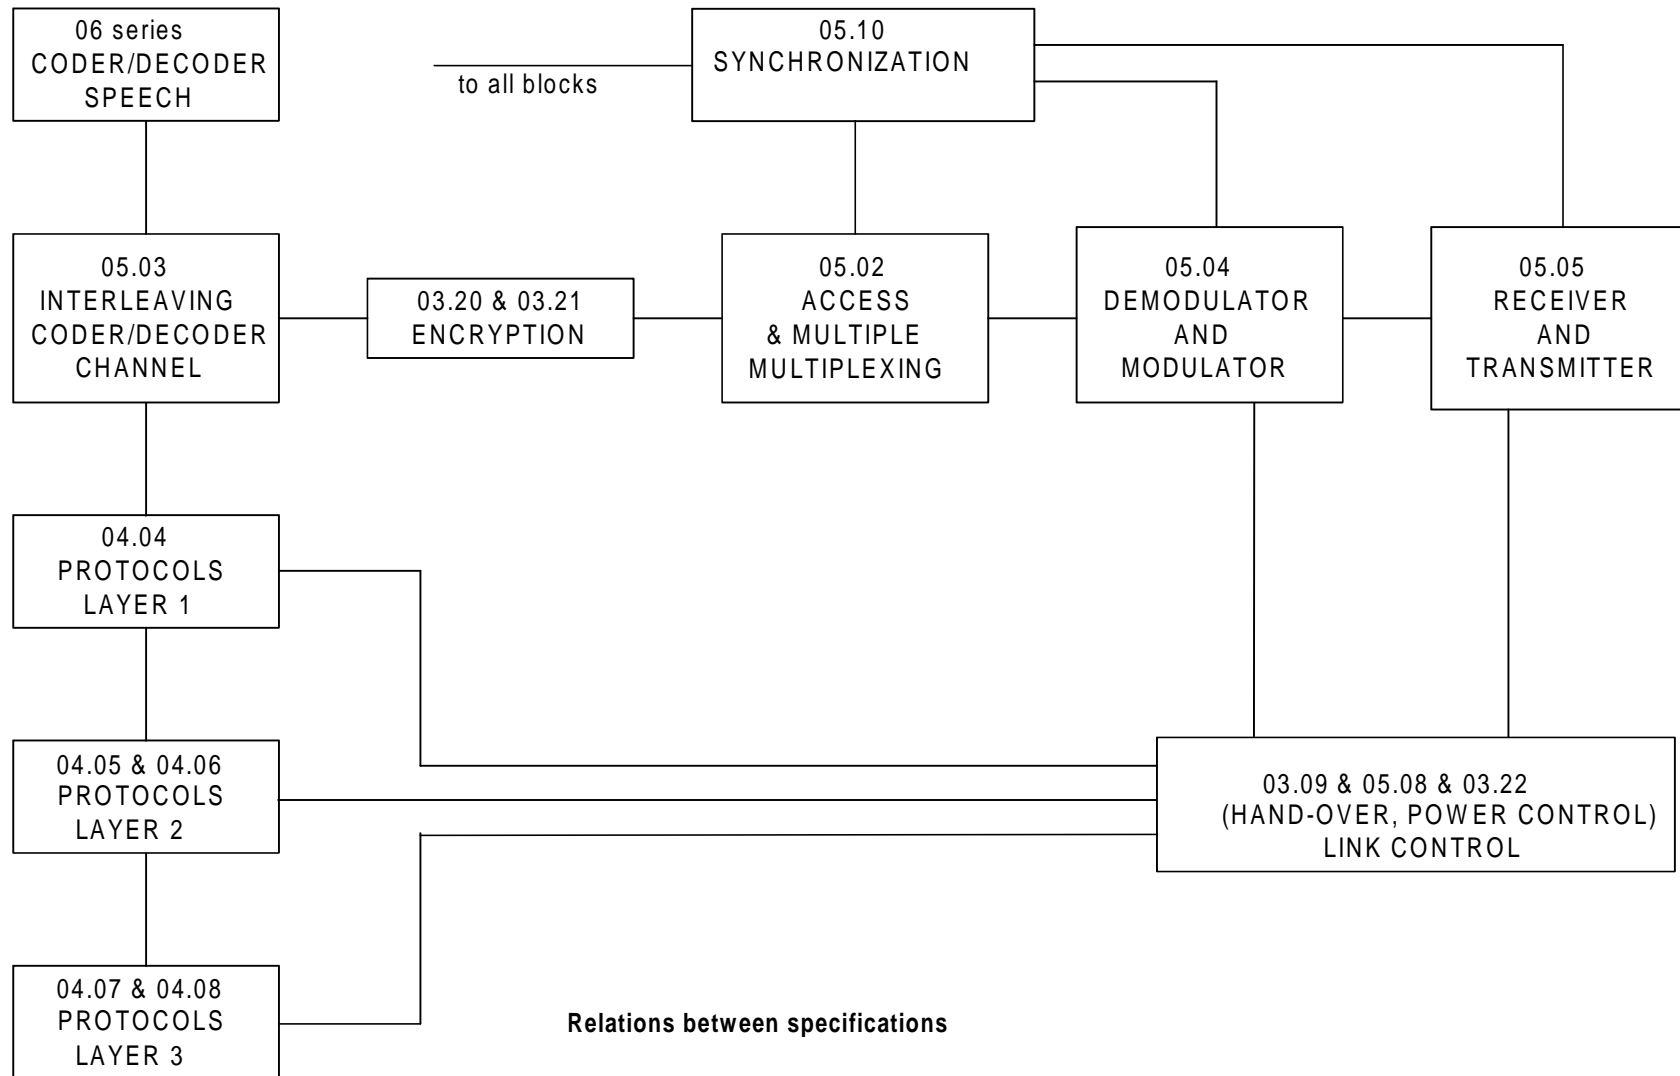 06 series
CODER/DECODER
SPEECH
to all blocks
05.10
SYNCHRONIZATION
05.03
INTERLEAVING
CODER/DECODER
CHANNEL
03.20 & 03.21
ENCRYPTION
05.02
ACCESS
& MULTIPLE
MULTIPLEXING
05.04
DEMODULATOR
AND
MODULATOR
05.05
RECEIVER
AND
TRANSMITTER
04.04
PROTOCOLS
LAYER 1
04.05 & 04.06
PROTOCOLS
LAYER 2
03.09 & 05.08 & 03.22
(HAND-OVER, POWER CONTROL)
LINK CONTROL
04.07 & 04.08
PROTOCOLS
LAYER 3
Relations between specifications